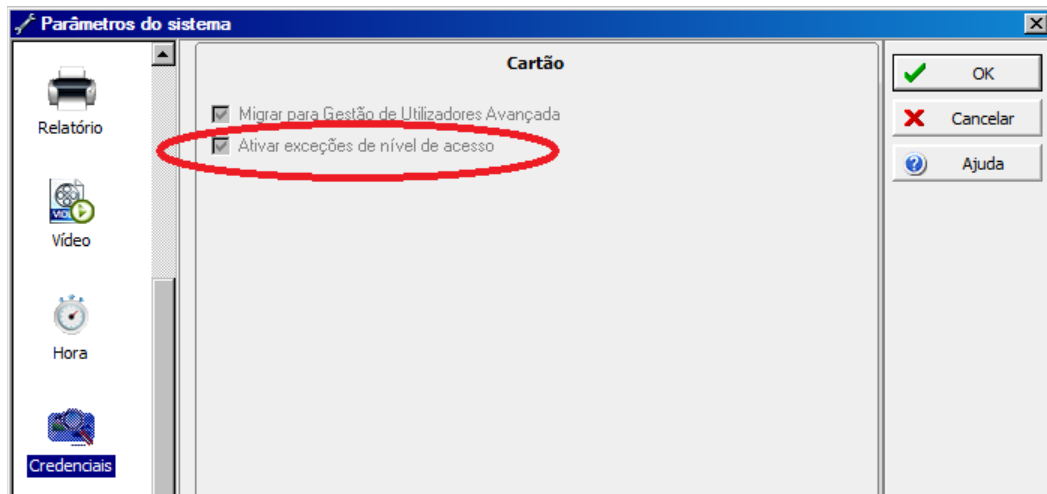 Parâmetros do sistema
Relatório
VIDE
Vídeo
Hora
Credenciais
Cartão
Migrar para Gestão de Utilizadores Avançada
Ativar exceções de nível de acesso
OK
Cancelar
Ajuda